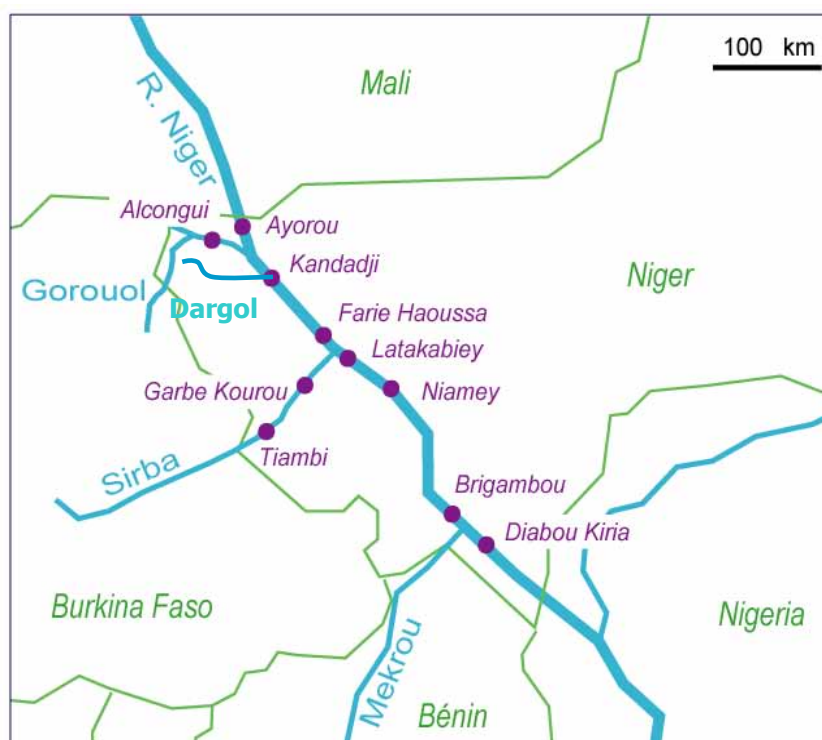 100 km
Mali
R. Niger
Alcongui
Ayorou
Kandadji
Niger
Gorouol
Dargol
Farie Haoussa
Latakabiey
Garbe Kourou
Niamey
Tiambi
Sirba
Brigambou
Diabou Kiria
Burkina Faso
Nigeria
Mekrou
Bénin